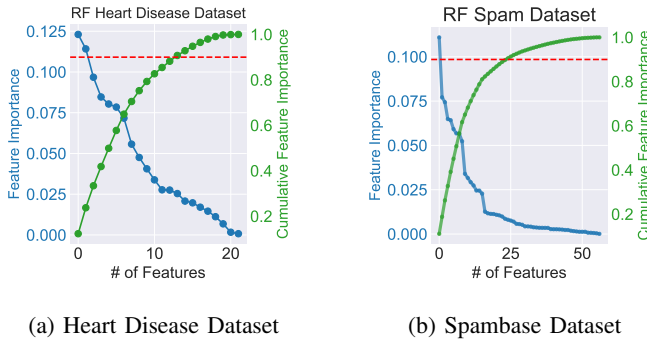 RF Heart Disease Dataset
0.125
0.100
0.075
0.050
0.025
0.000
Feature Importance
1.0
0.8
0.6
0.4
0.2
Cumulative Feature Importance
0 10 20
# of Features
(a) Heart Disease Dataset
RF Spam Dataset
0.100
0.075
0.050
0.025
0.000
Feature Importance
1.0
0.8
0.6
0.4
0.2
Cumulative Feature Importance
0 25 50
# of Features
(b) Spambase Dataset